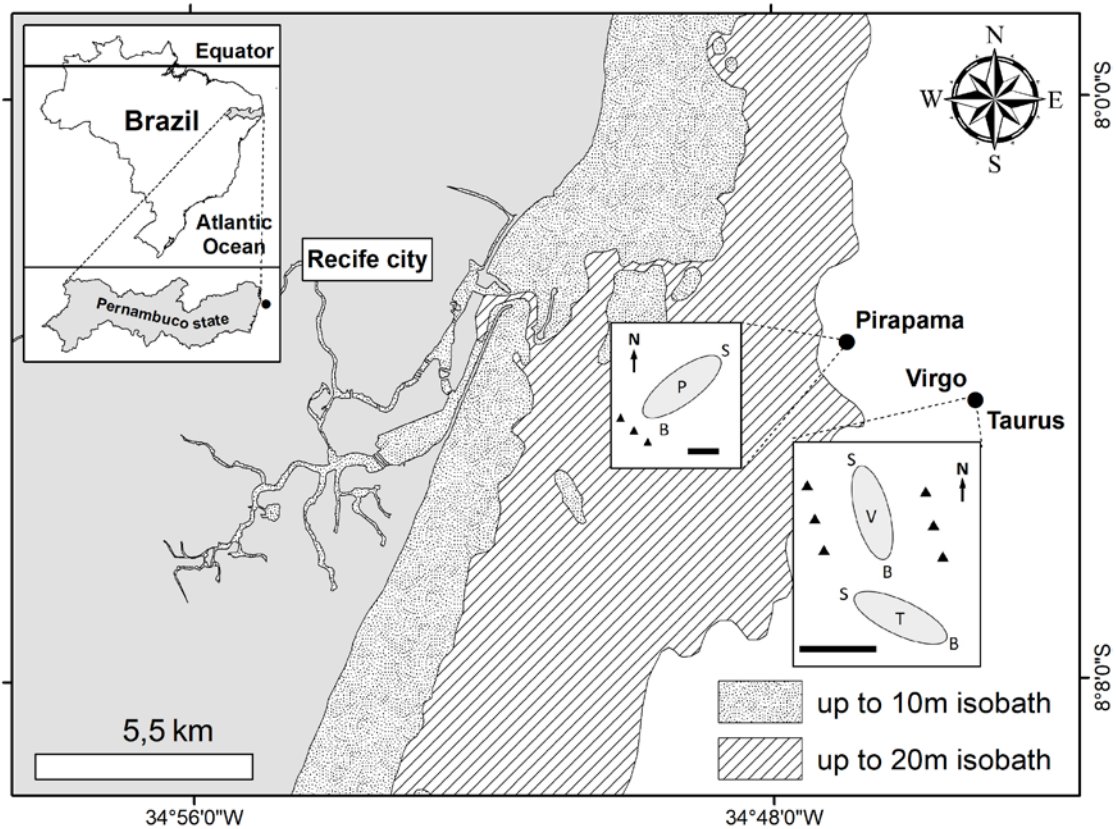 Equator
Brazil
Atlantic
Ocean
Pernambuco state
Recife city
N
W E
S
8°0'0"S
Pirapama
N
S
P
B
Virgo
Taurus
S
N
V
B
S
T
B
8°8'0"S
5,5 km
up to 10m isobath
up to 20m isobath
34°56'0"W
34°48'0"W